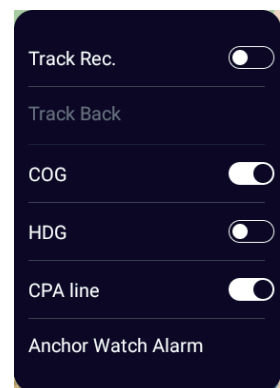 Track Rec.
Track Back
COG
HDG
CPA line
Anchor Watch Alarm